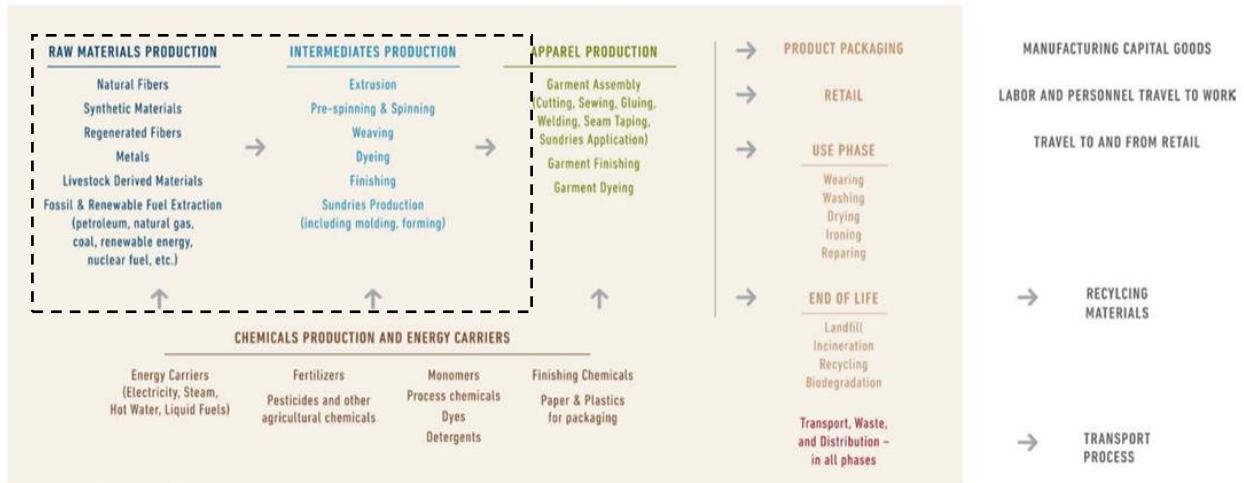 RAW MATERIALS PRODUCTION
Natural Fibers
Synthetic Materials
Regenerated Fibers
Metals
Livestock Derived Materials
Fossil & Renewable Fuel Extraction
(petroleum, natural gas,
coal, renewable energy,
nuclear fuel, etc.)
INTERMEDIATES PRODUCTION
Extrusion
Pre-spinning & Spinning
Weaving
Dyeing
Finishing
Sundries Production
(including molding, forming)
APPAREL PRODUCTION
Garment Assembly
(Cutting, Sewing, Gluing,
Welding, Seam Taping,
Sundries Application)
Garment Finishing
Garment Dyeing
CHEMICALS PRODUCTION AND ENERGY CARRIERS
Energy Carriers
(Electricity, Steam,
Hot Water, Liquid Fuels)
Fertilizers
Pesticides and other
agricultural chemicals
Monomers
Process chemicals
Dyes
Detergents
Finishing Chemicals
Paper & Plastics
for packaging
PRODUCT PACKAGING
RETAIL
USE PHASE
Wearing
Washing
Drying
Ironing
Reparing
END OF LIFE
Landfill
Incineration
Recycling
Biodegradation
Transport, Waste,
and Distribution –
in all phases
MANUFACTURING CAPITAL GOODS
LABOR AND PERSONNEL TRAVEL TO WORK
TRAVEL TO AND FROM RETAIL
RECYLCING
MATERIALS
TRANSPORT
PROCESS